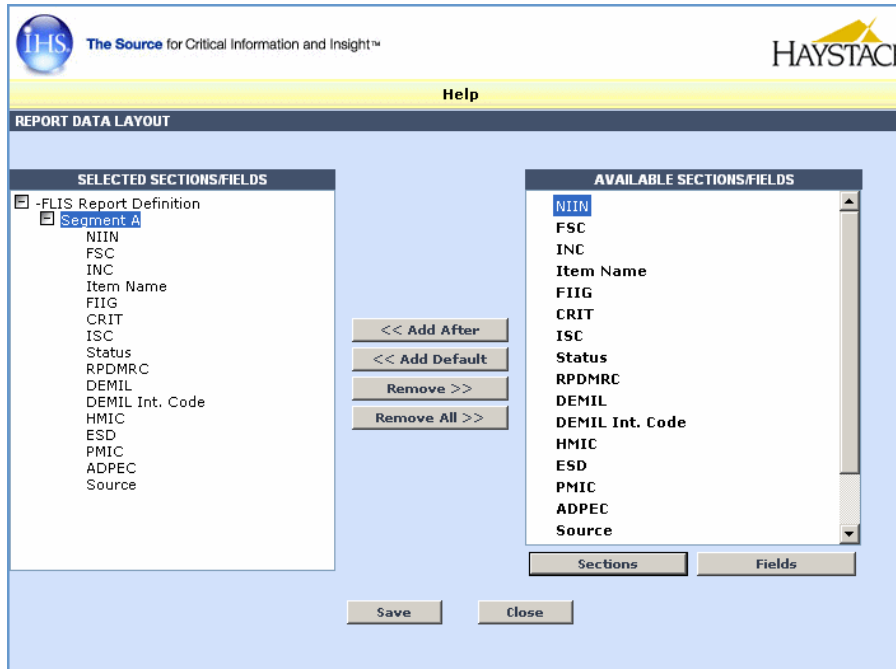 IHS.
The Source for Critical Information and Insight™
HAYSTAC
Help
REPORT DATA LAYOUT
SELECTED SECTIONS/FIELDS
-FLIS Report Definition
Segment A
NIIN
FSC
INC
Item Name
FIIG
CRIT
ISC
Status
RPDMRC
DEMIL
DEMIL Int. Code
HMIC
ESD
PMIC
ADPEC
Source
<< Add After
<< Add Default
Remove >>
Remove All >>
AVAILABLE SECTIONS/FIELDS
NIIN
FSC
INC
Item Name
FIIG
CRIT
ISC
Status
RPDMRC
DEMIL
DEMIL Int. Code
HMIC
ESD
PMIC
ADPEC
Source
Sections
Fields
Save
Close